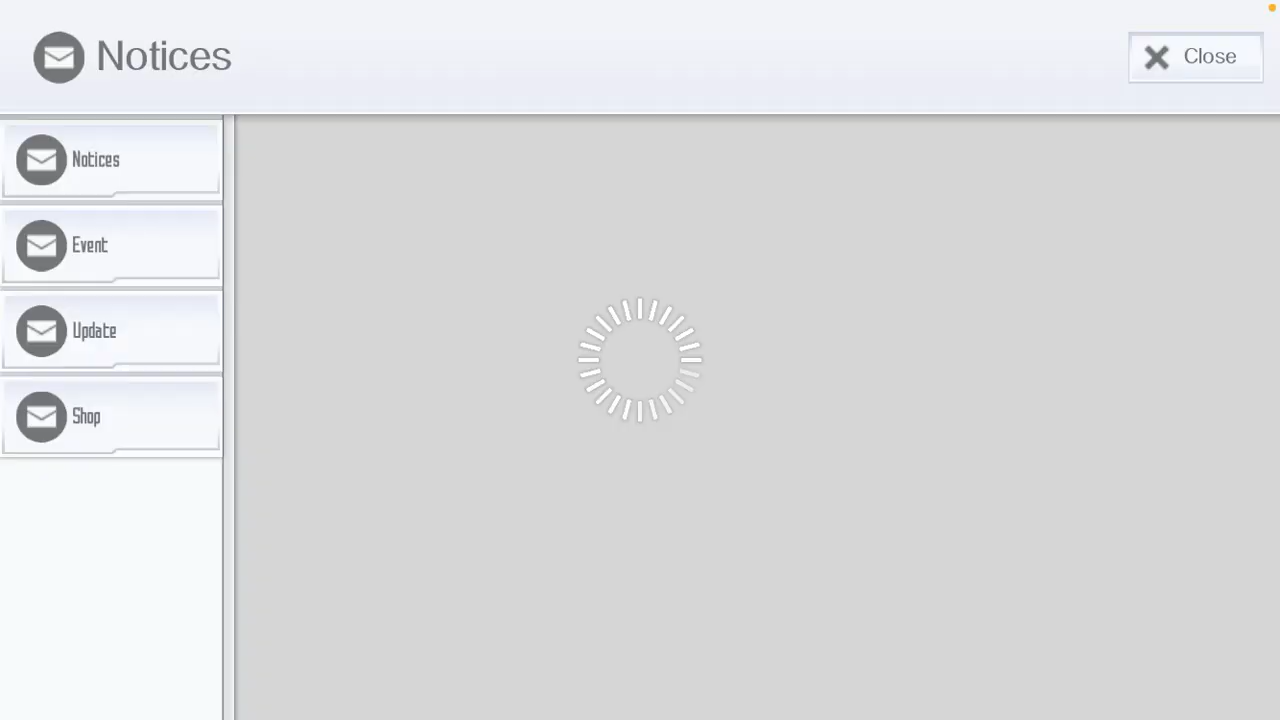 Notices
Close
Notices
Event
Update
Shop